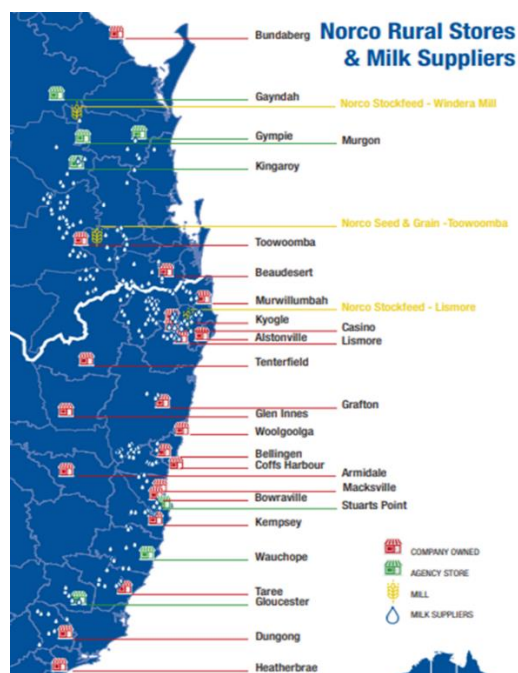 Norco Rural Stores
& Milk Suppliers
Bundaberg
Gayndah
Norco Stockfeed - Windera Mill
Gympie
Murgon
Kingaroy
Norco Seed & Grain -Toowoomba
Toowoomba
Beaudesert
Murwillumbah
Norco Stockfeed - Lismore
Kyogle
Casino
Alstonville
Lismore
Tenterfield
Grafton
Glen Innes
Woolgoolga
Bellingen
Coffs Harbour
Armidale
Macksville
Bowraville
Stuarts Point
Kempsey
COMPANY OWNED
Wauchope
AGENCY STORE
Taree
MILL
Gloucester
MILK SUPPLIERS
Dungong
Heatherbrae